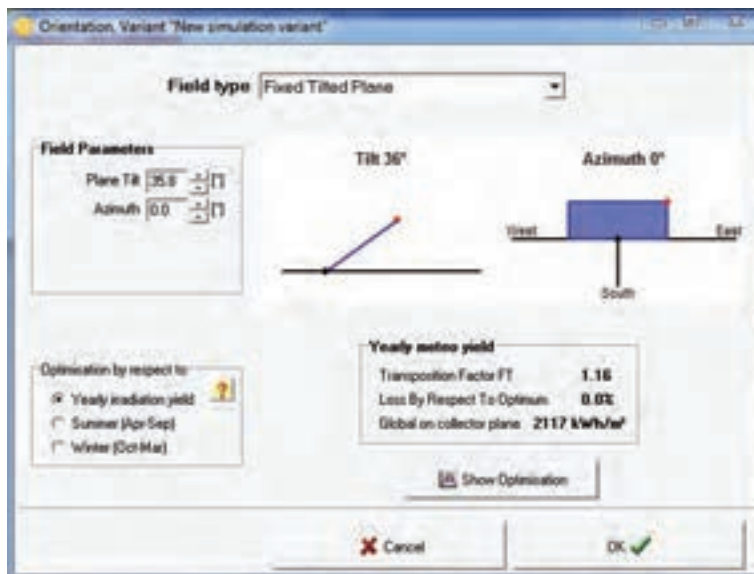 Orientation, Variant "New simulation variant"
Field type Fixed Tilted Plane
Field Parameters
Plane Tilt 35.8 [°]
Azimuth 0.0 [°]
Tilt 36°
Azimuth 0°
West East
South
Optimisation by respect to
Yearly irradiation yield ?
Summer (Apr-Sep)
Winter (Oct-Mar)
Yearly meteo yield
Transposition Factor FT 1.16
Loss By Respect To Optimum 0.0%
Global on collector plane 2117 kWh/m²
Show Optimisation
Cancel OK